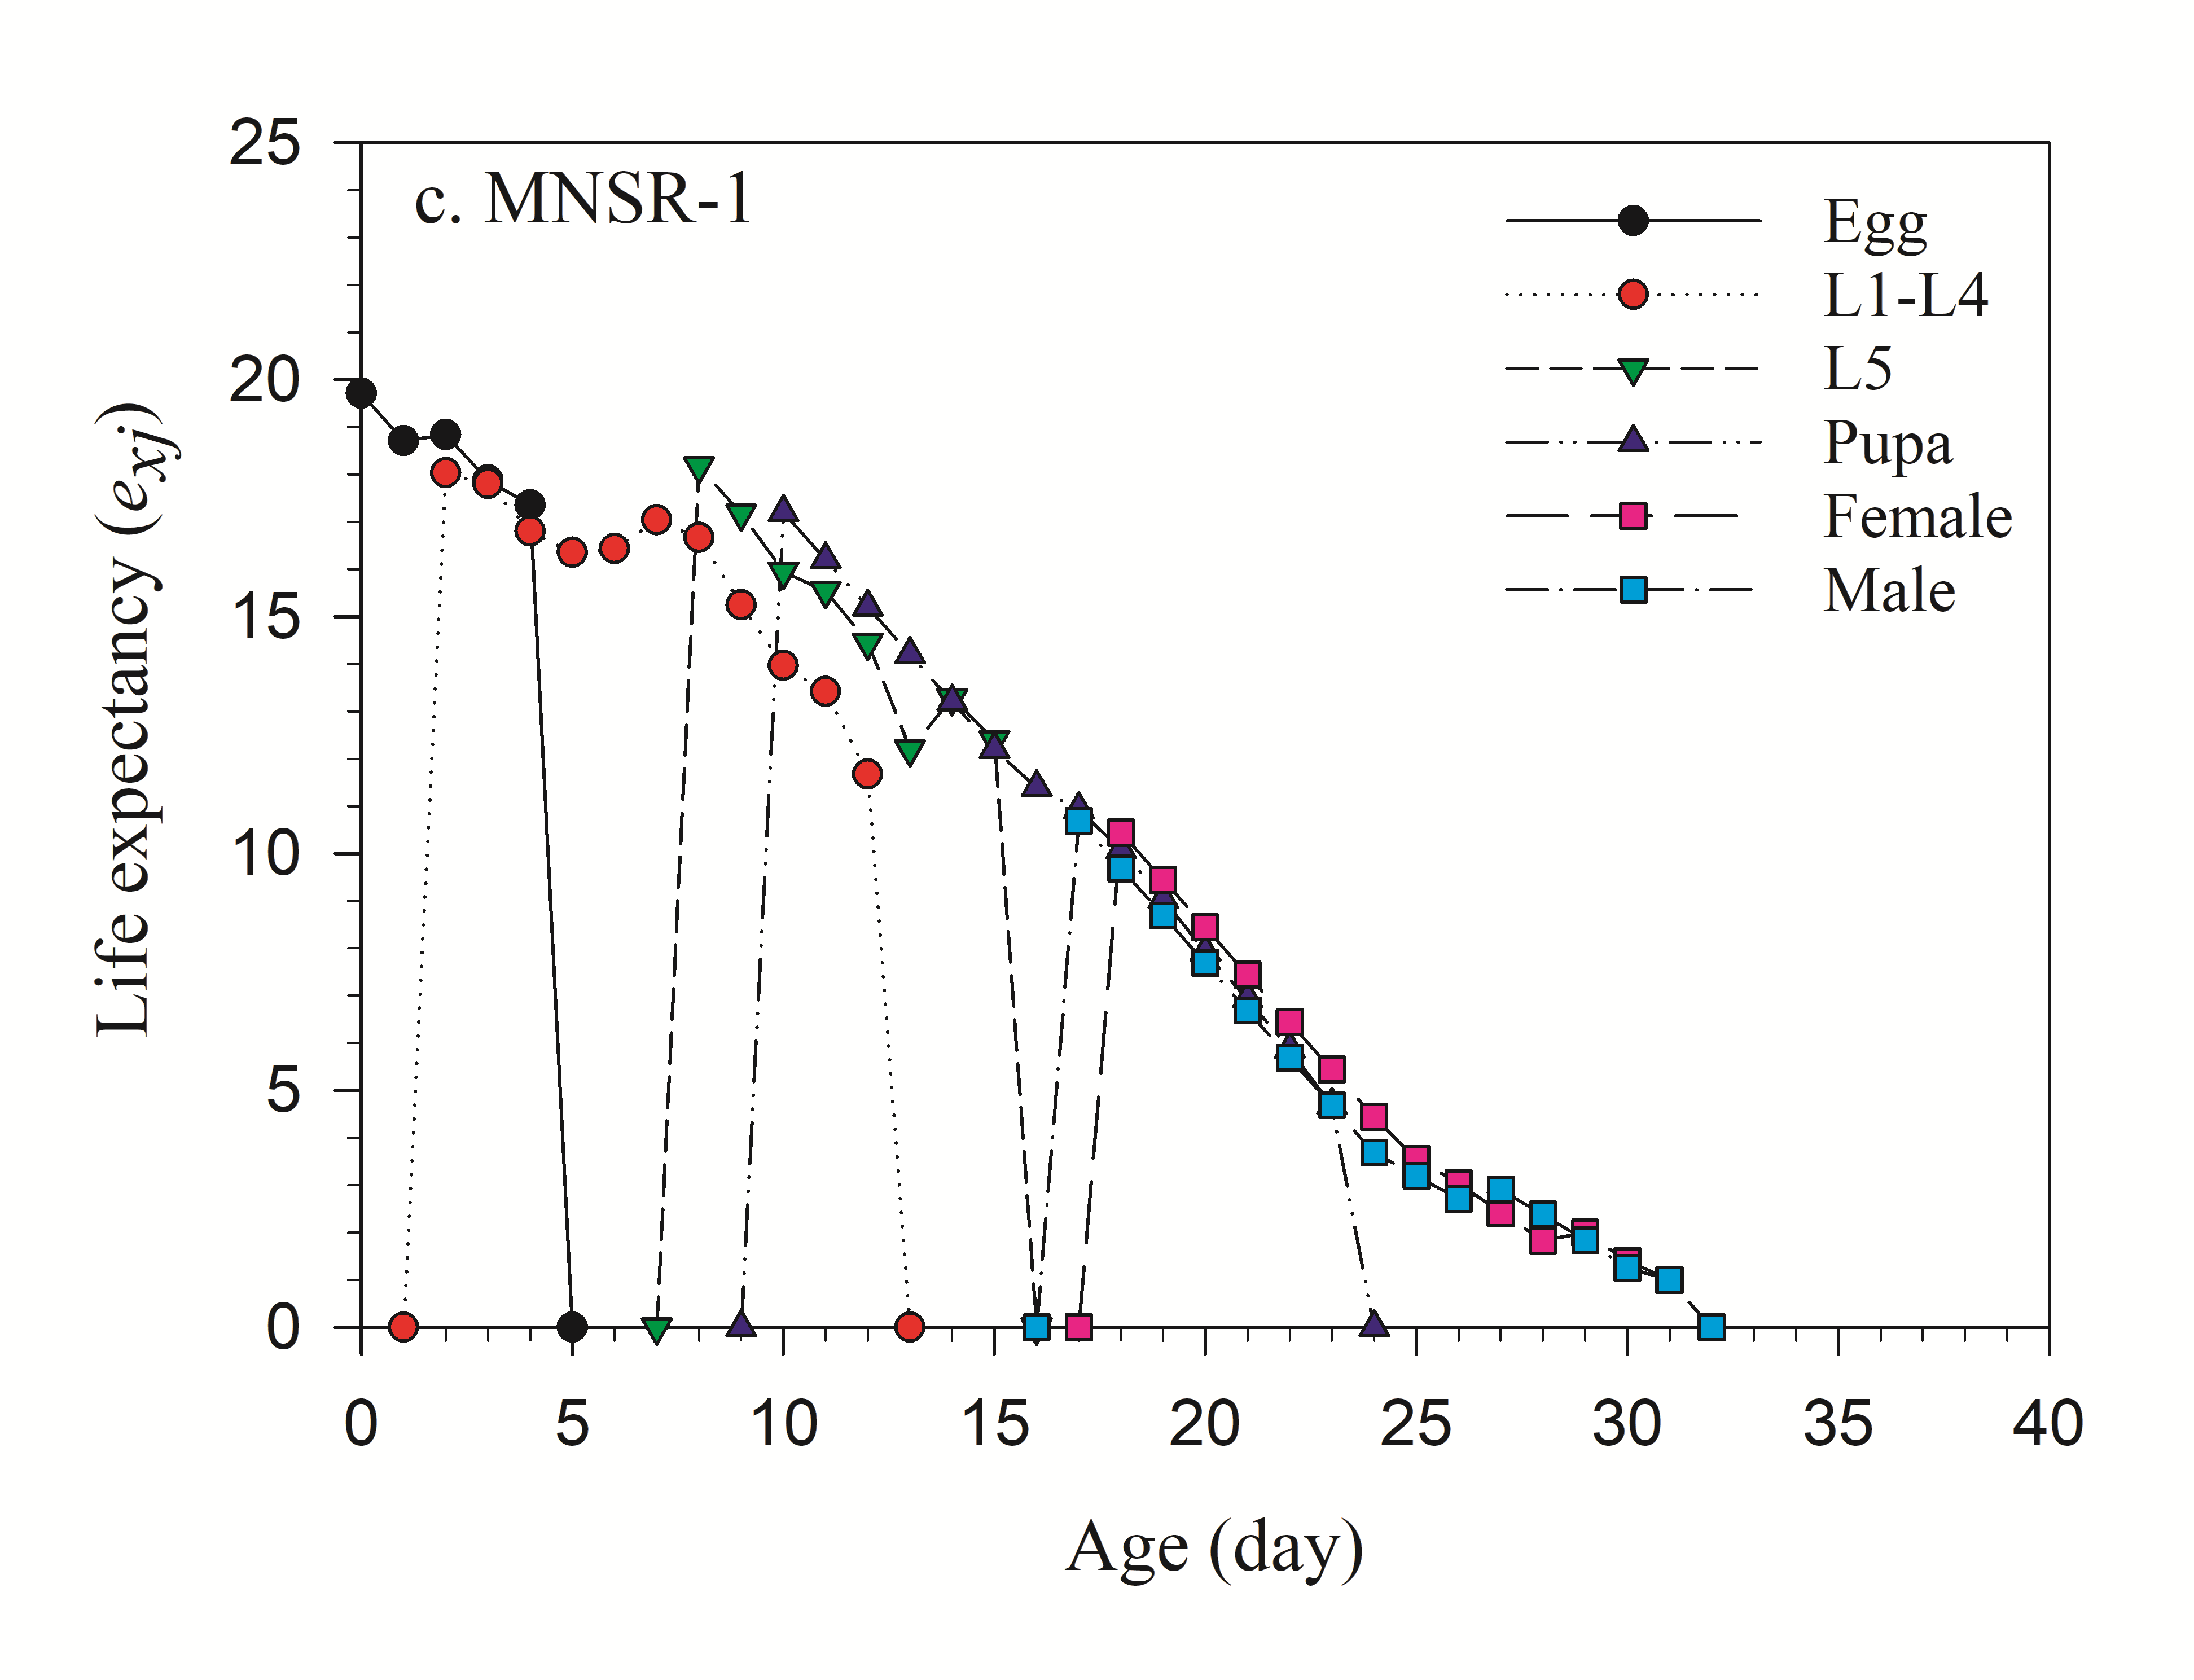 c. MNSR-1
Egg
L1-L4
L5
Pupa
Female
Male
Life expectancy (exj)
25
20
15
10
5
0
0 5 10 15 20 25 30 35 40
Age (day)